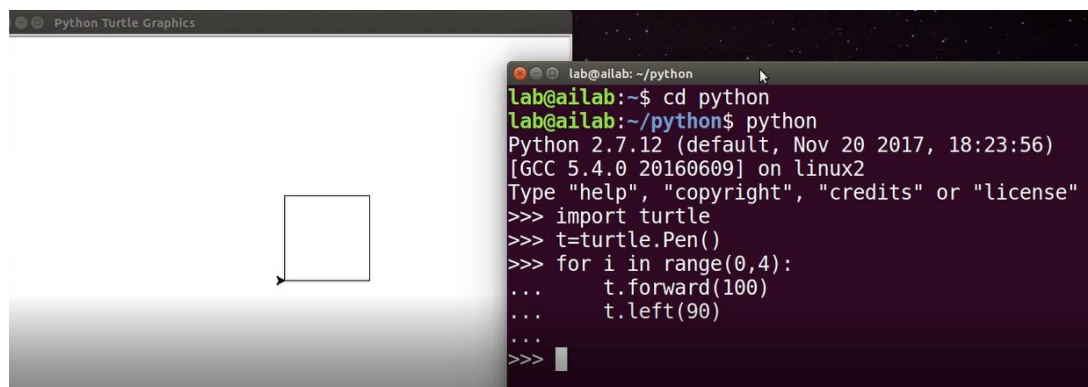 Python Turtle Graphics
lab@ailab: ~/python
lab@ailab:~$ cd python
lab@ailab:~/python$ python
Python 2.7.12 (default, Nov 20 2017, 18:23:56)
[GCC 5.4.0 20160609] on linux2
Type "help", "copyright", "credits" or "license"
>>> import turtle
>>> t=turtle.Pen()
>>> for i in range(0,4):
...     t.forward(100)
...     t.left(90)
...
>>>